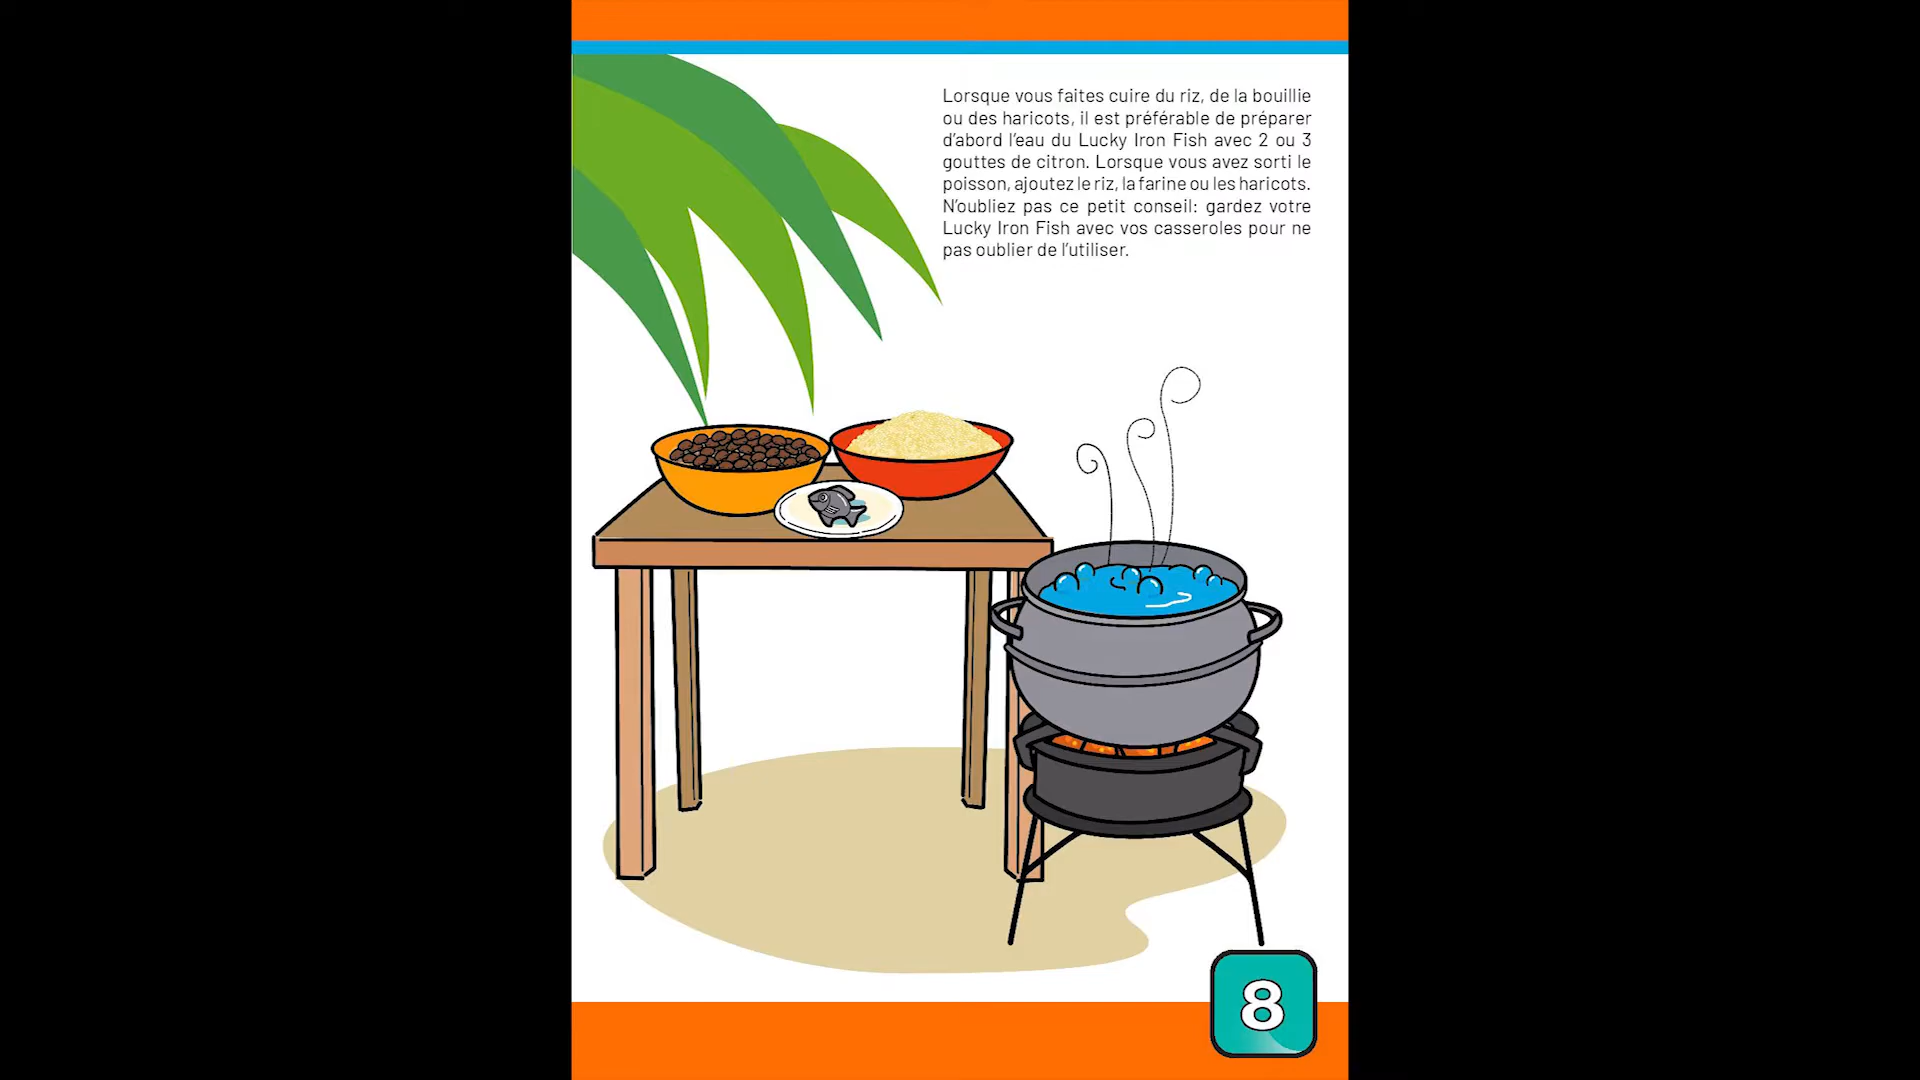 Lorsque vous faites cuire du riz, de la bouillie
ou des haricots, il est préférable de préparer
d'abord l'eau du Lucky Iron Fish avec 2 ou 3
gouttes de citron. Lorsque vous avez sorti le
poisson, ajoutez le riz, la farine ou les haricots.
N'oubliez pas ce petit conseil: gardez votre
Lucky Iron Fish avec vos casseroles pour ne
pas oublier de l'utiliser.
8